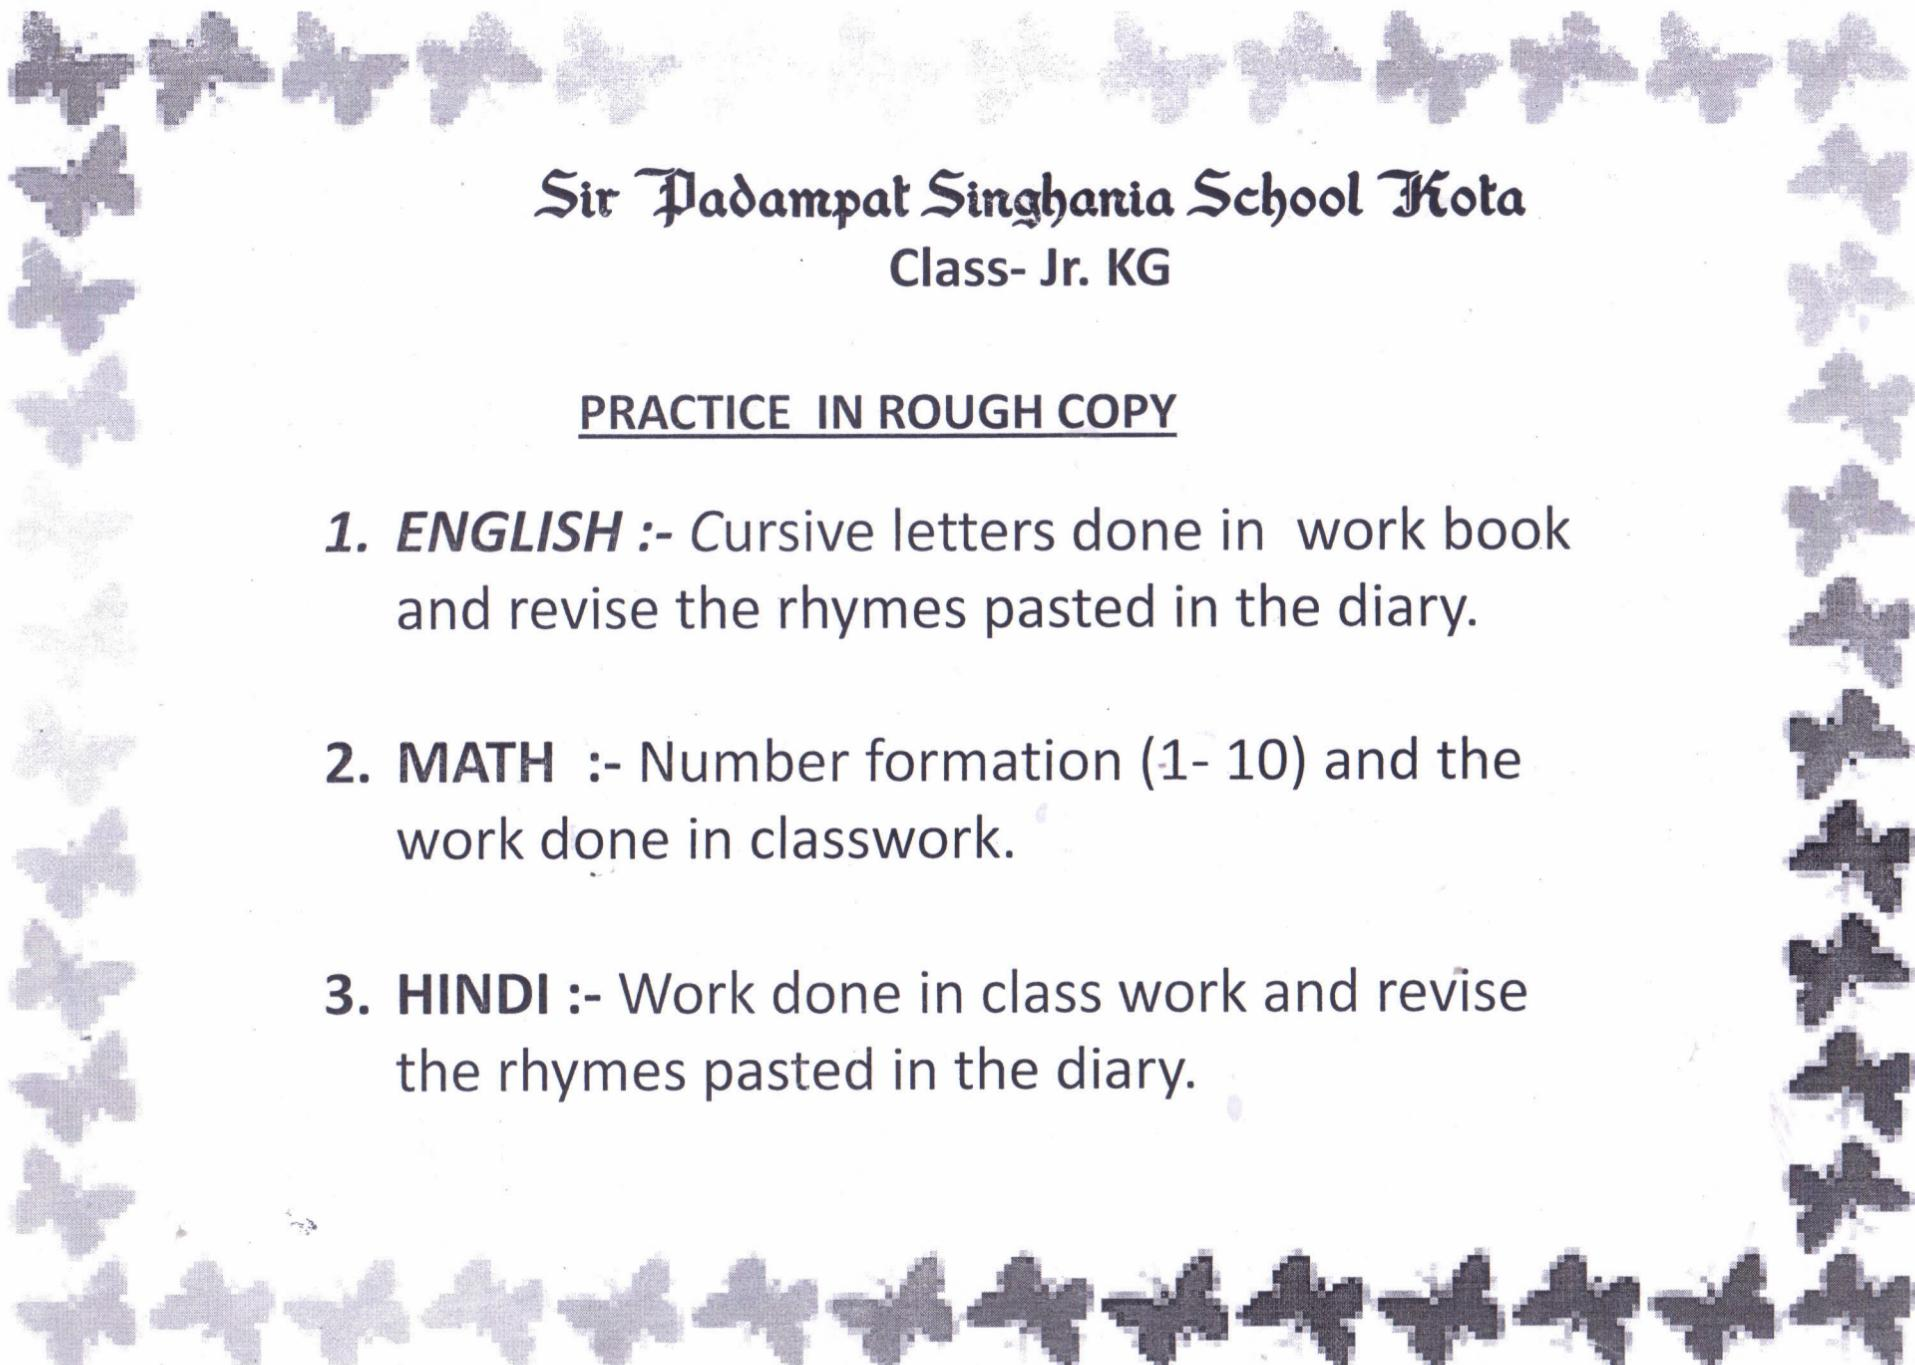 Sir Padampat Singhania School Kota
Class- Jr. KG
PRACTICE IN ROUGH COPY
1. ENGLISH :- Cursive letters done in work book
and revise the rhymes pasted in the diary.
2. MATH :- Number formation (1- 10) and the
work done in classwork.
3. HINDI :- Work done in class work and revise
the rhymes pasted in the diary.